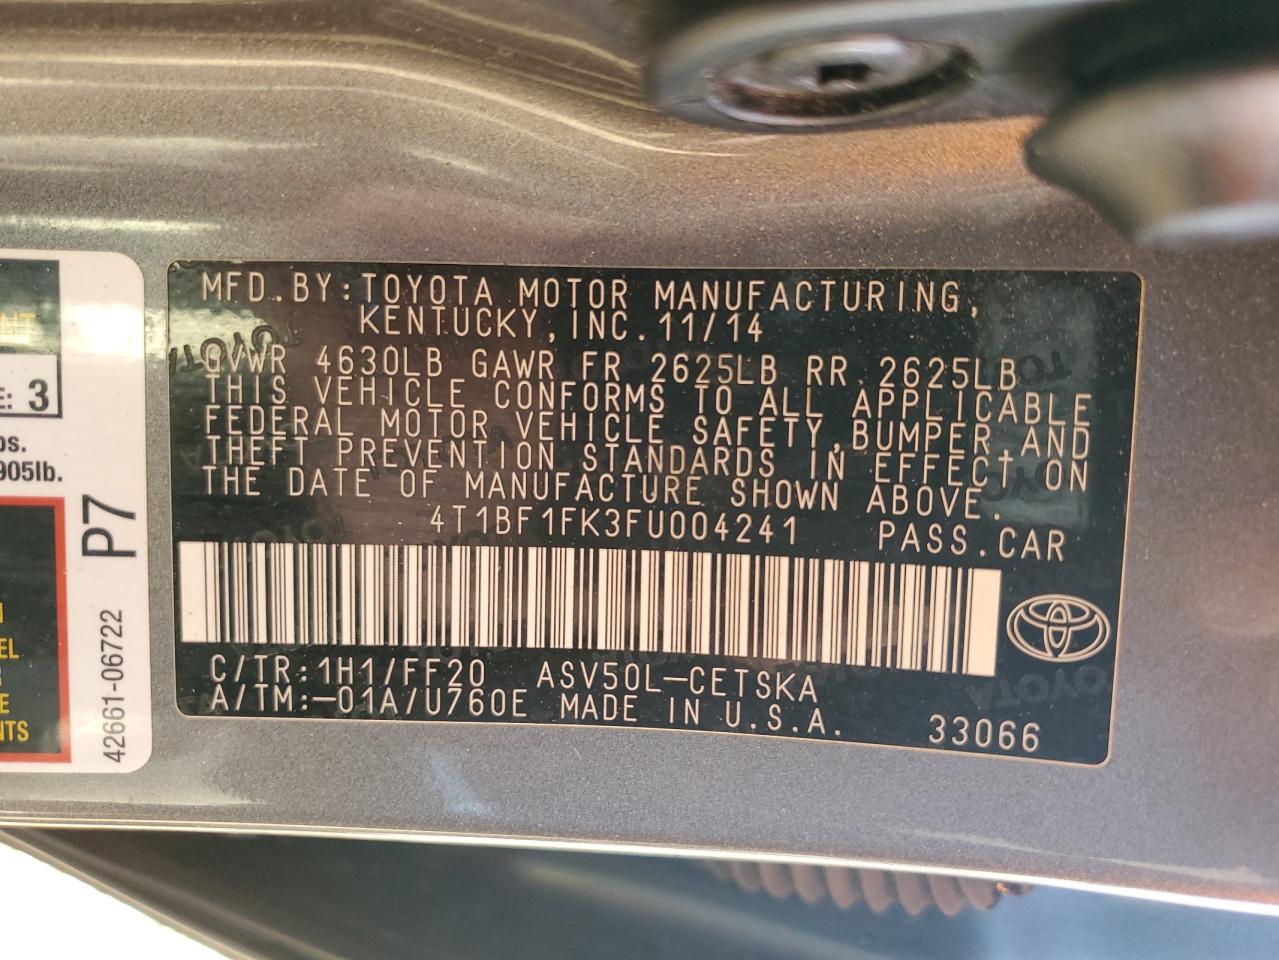 MFD. BY: TOYOTA MOTOR MANUFACTURING,
KENTUCKY, INC. 11/14
GVWR 4630LB GAWR FR 2625LB RR 2625LB
THIS VEHICLE CONFORMS TO ALL APPLICABLE
FEDERAL MOTOR VEHICLE SAFETY, BUMPER, AND
THEFT PREVENTION STANDARDS IN EFFECT ON
THE DATE OF MANUFACTURE SHOWN ABOVE.
4T1BF1FK3FU004241 PASS. CAR
C/TR: 1H1/FF20 ASV50L-CETSKA
A/TM:-01A/U760E MADE IN U.S.A.
33066
3
905lb.
P7
42661-06722